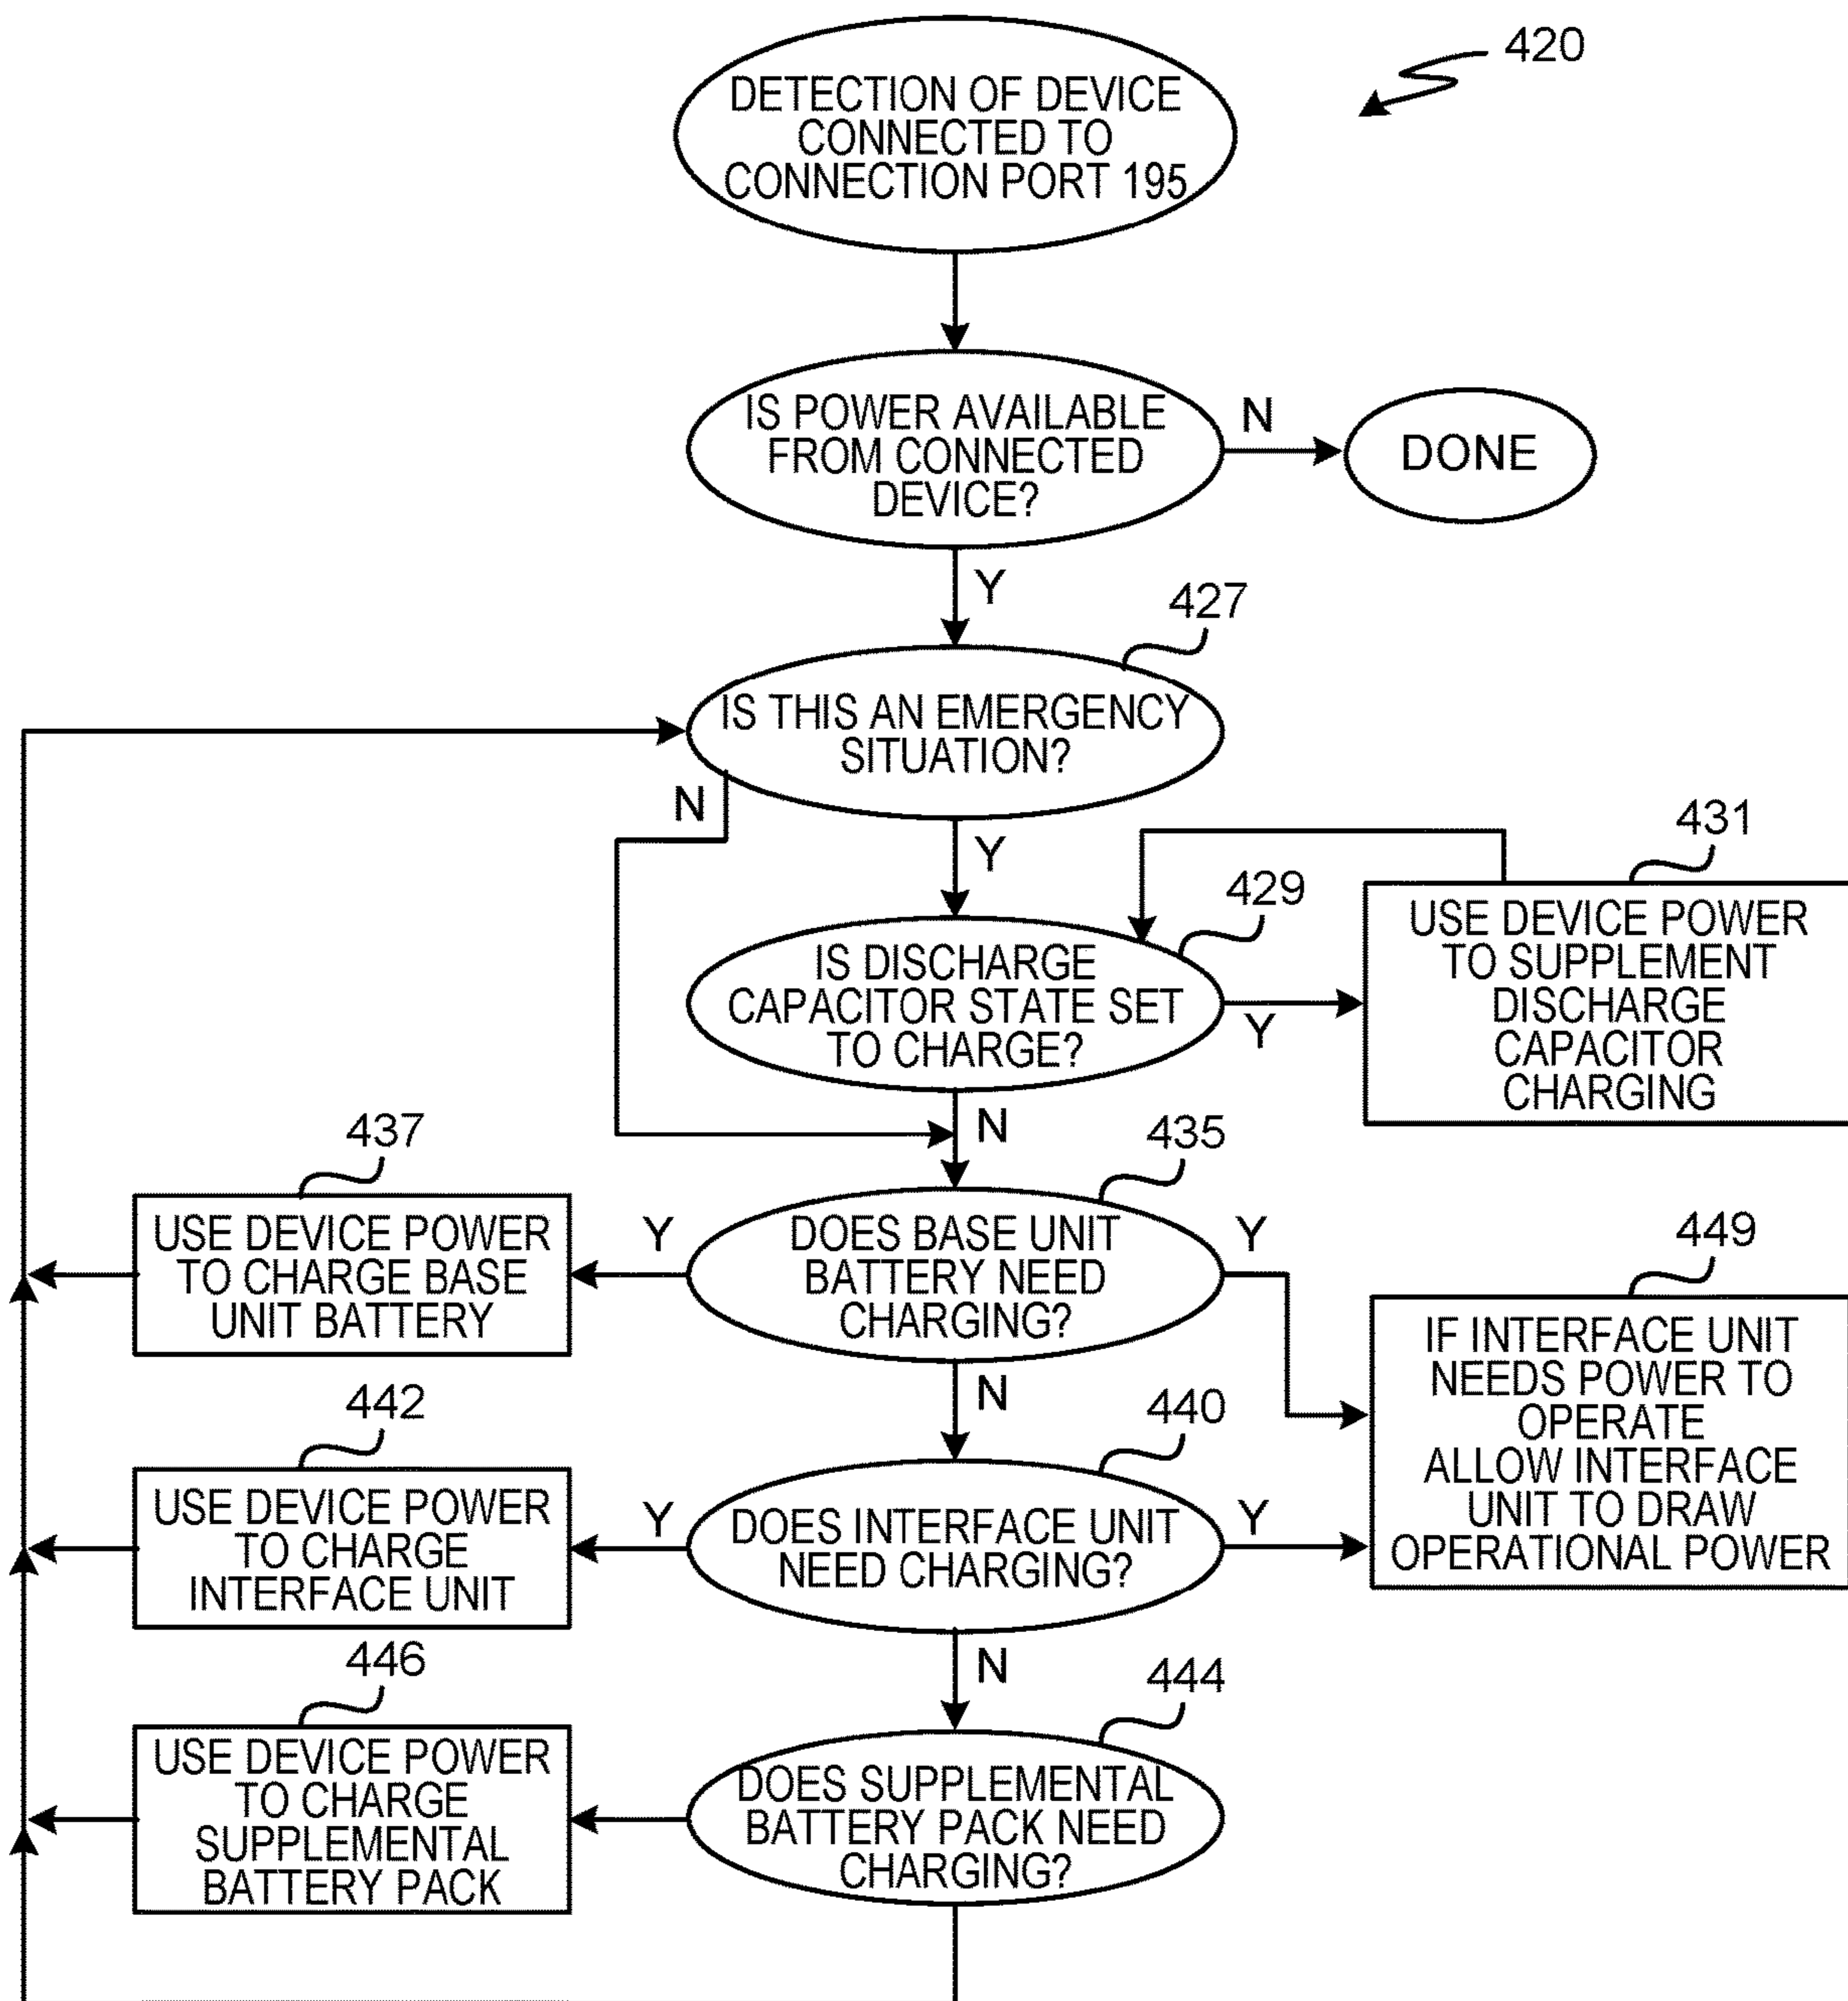 420
DETECTION OF DEVICE
CONNECTED TO
CONNECTION PORT 195
IS POWER AVAILABLE
FROM CONNECTED
DEVICE?
N
DONE
Y
427
IS THIS AN EMERGENCY
SITUATION?
N
Y
429
IS DISCHARGE
CAPACITOR STATE SET
TO CHARGE?
Y
431
USE DEVICE POWER
TO SUPPLEMENT
DISCHARGE
CAPACITOR
CHARGING
N
435
DOES BASE UNIT
BATTERY NEED
CHARGING?
Y
437
USE DEVICE POWER
TO CHARGE BASE
UNIT BATTERY
Y
449
IF INTERFACE UNIT
NEEDS POWER TO
OPERATE
ALLOW INTERFACE
UNIT TO DRAW
OPERATIONAL POWER
N
440
DOES INTERFACE UNIT
NEED CHARGING?
Y
442
USE DEVICE POWER
TO CHARGE
INTERFACE UNIT
Y
N
444
DOES SUPPLEMENTAL
BATTERY PACK NEED
CHARGING?
446
USE DEVICE POWER
TO CHARGE
SUPPLEMENTAL
BATTERY PACK